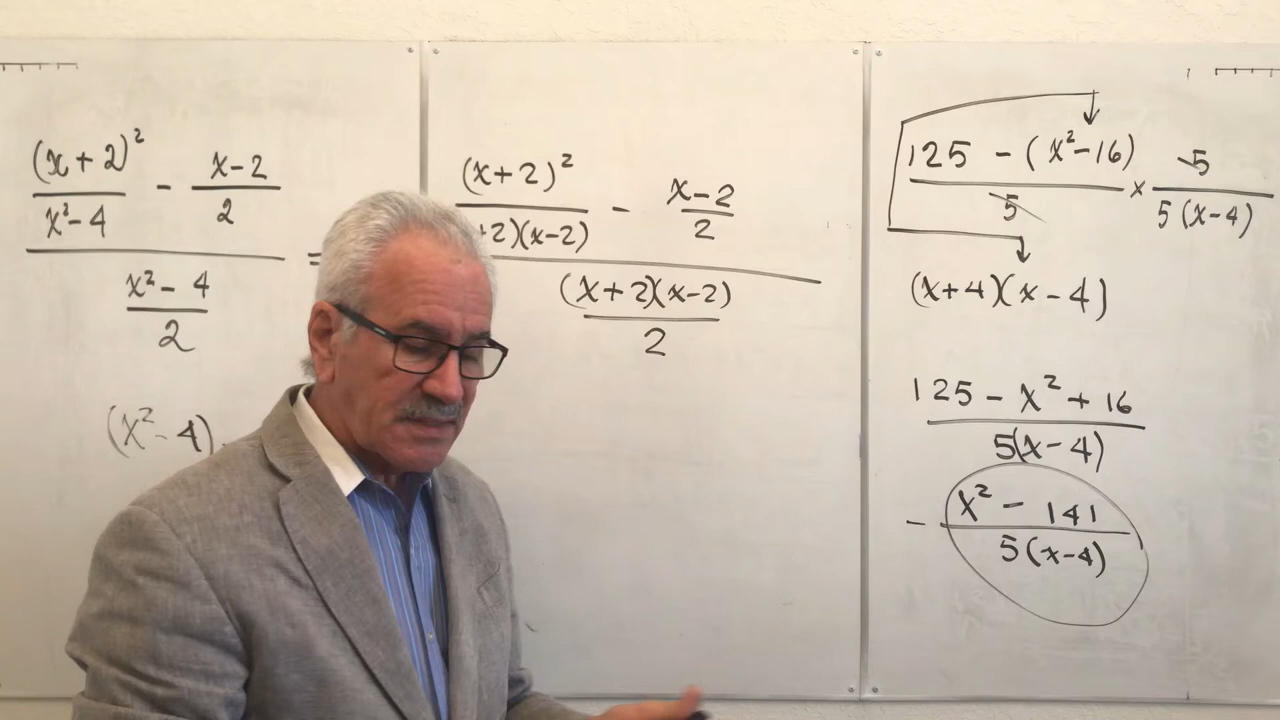 (x+2)² / x²-4 - x-2 / 2
x²-4 / 2
(x²-4)
=
(x+2)² / +2)(x-2) - x-2 / 2
(x+2)(x-2) / 2
125 - (x²-16) / 5 × 5 / 5(x-4)
(x+4)(x-4)
125 - x² + 16
5(x-4)
- x² - 141
5(x-4)